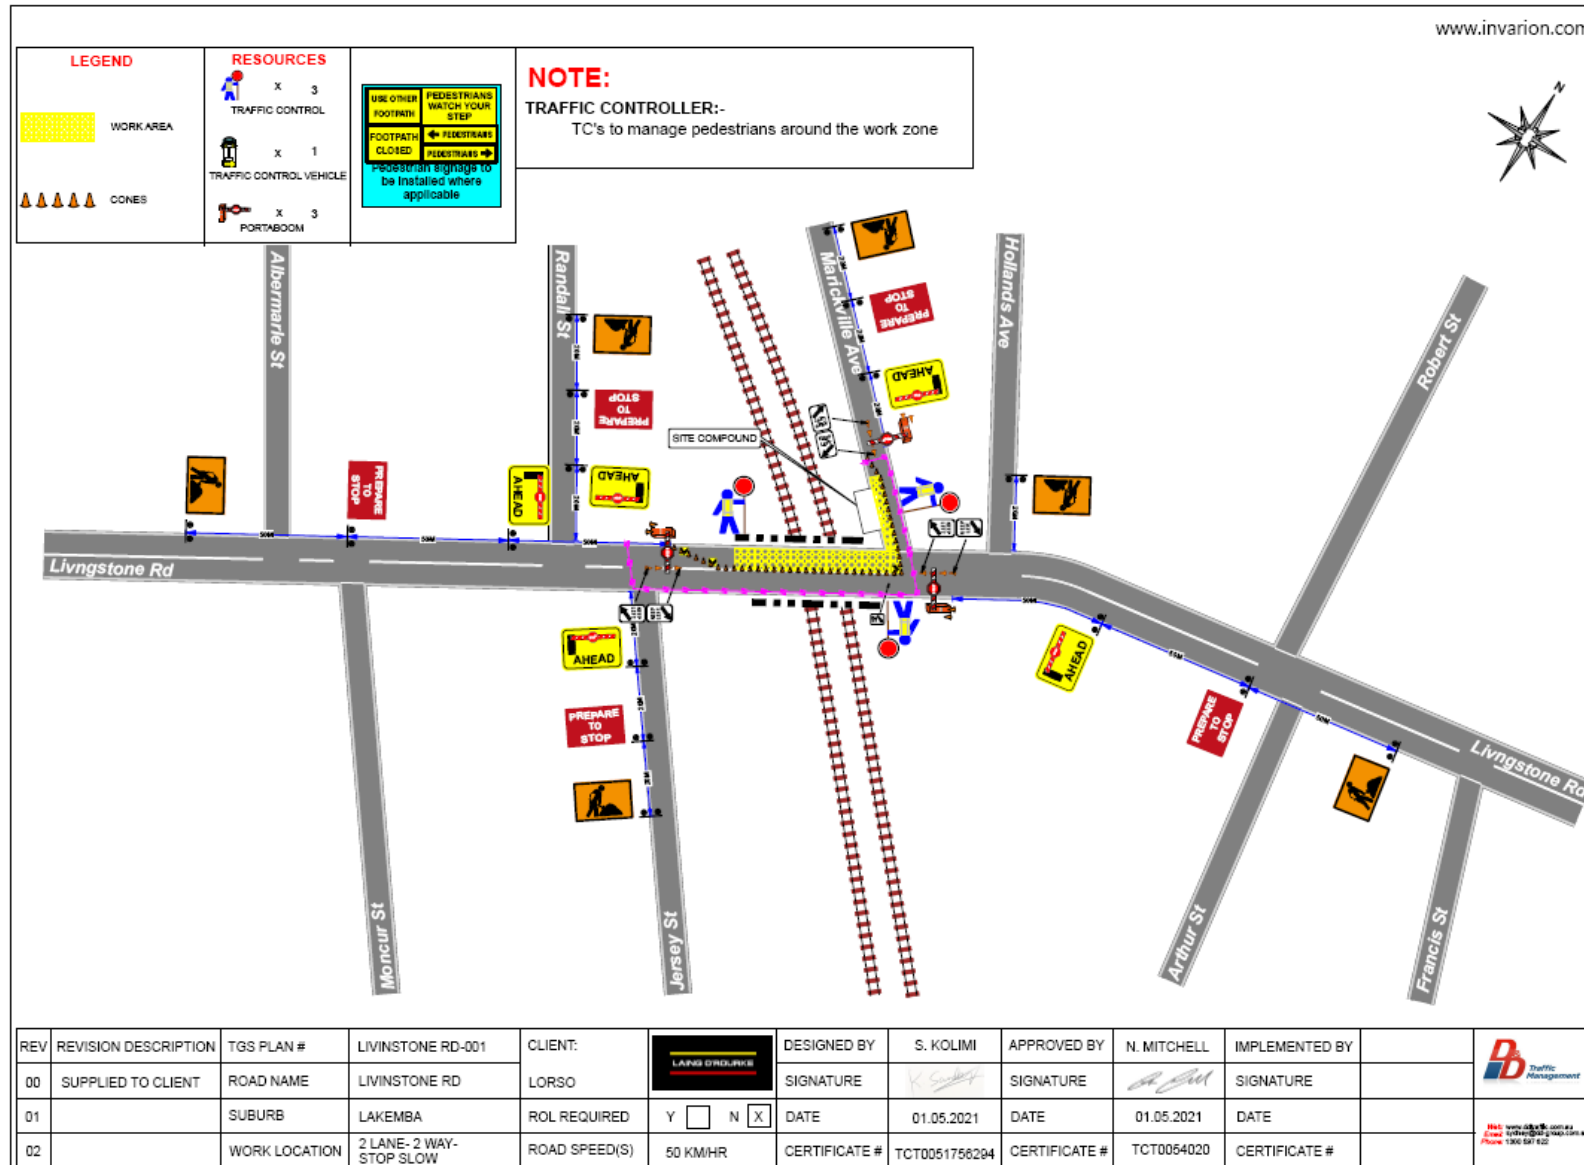 www.invarion.com
LEGEND
WORK AREA
CONES
RESOURCES
x 3
TRAFFIC CONTROL
x 1
TRAFFIC CONTROL VEHICLE
x 3
PORTABOOM
USE OTHER FOOTPATH
PEDESTRIANS WATCH YOUR STEP
FOOTPATH CLOSED
PEDESTRIANS
PEDESTRIANS
Pedestrian signage to
be installed where
applicable
NOTE:
TRAFFIC CONTROLLER:-
TC's to manage pedestrians around the work zone
N
Albermarle St
Randall St
Marickville Ave
Hollands Ave
Robert St
PREPARE TO STOP
AHEAD
PREPARE TO STOP
AHEAD
SITE COMPOUND
PREPARE TO STOP
AHEAD
50M
50M
50M
Livngstone Rd
AHEAD
PREPARE TO STOP
50M
AHEAD
PREPARE TO STOP
50M
Livngstone Rd
Moncur St
Jersey St
Arthur St
Francis St
REV REVISION DESCRIPTION TGS PLAN # LIVINSTONE RD-001 CLIENT: LAING O'ROURKE DESIGNED BY S. KOLIMI APPROVED BY N. MITCHELL IMPLEMENTED BY
00 SUPPLIED TO CLIENT ROAD NAME LIVINSTONE RD LORSO SIGNATURE SIGNATURE SIGNATURE
01 SUBURB LAKEMBA ROL REQUIRED Y N X DATE 01.05.2021 DATE 01.05.2021 DATE
02 WORK LOCATION 2 LANE- 2 WAY- STOP SLOW ROAD SPEED(S) 50 KM/HR CERTIFICATE # TCT0051756294 CERTIFICATE # TCT0054020 CERTIFICATE #
D&D Traffic Management